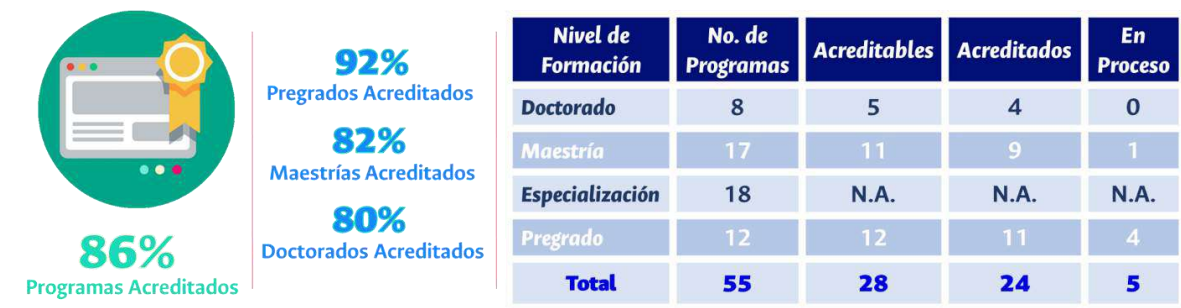 86%
Programas Acreditados
92%
Pregrados Acreditados
82%
Maestrías Acreditados
80%
Doctorados Acreditados
Nivel de Formación No. de Programas Acreditables Acreditados En Proceso
Doctorado 8 5 4 0
Maestría 17 11 9 1
Especialización 18 N.A. N.A. N.A.
Pregrado 12 12 11 4
Total 55 28 24 5